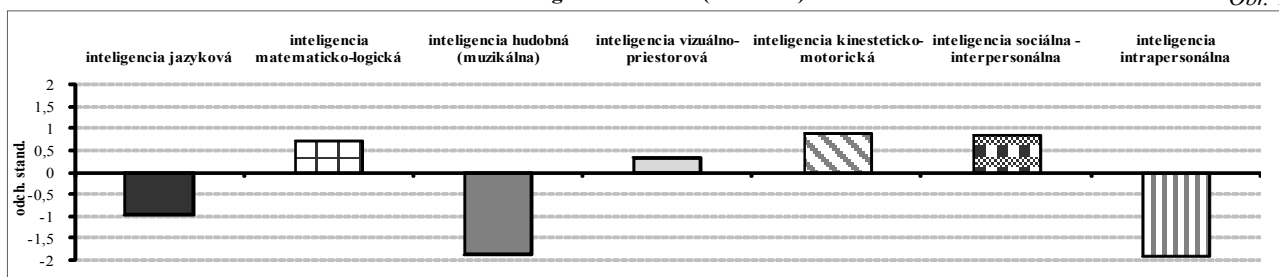 Obr.
inteligencia jazyková
inteligencia
matematicko-logická
inteligencia hudobná
(muzikálna)
inteligencia vizuálno-
priestorová
inteligencia kinesteticko-
motorická
inteligencia sociálna -
interpersonálna
inteligencia
intrapersonálna
odch. stand.
2
1,5
1
0,5
0
-0,5
-1
-1,5
-2